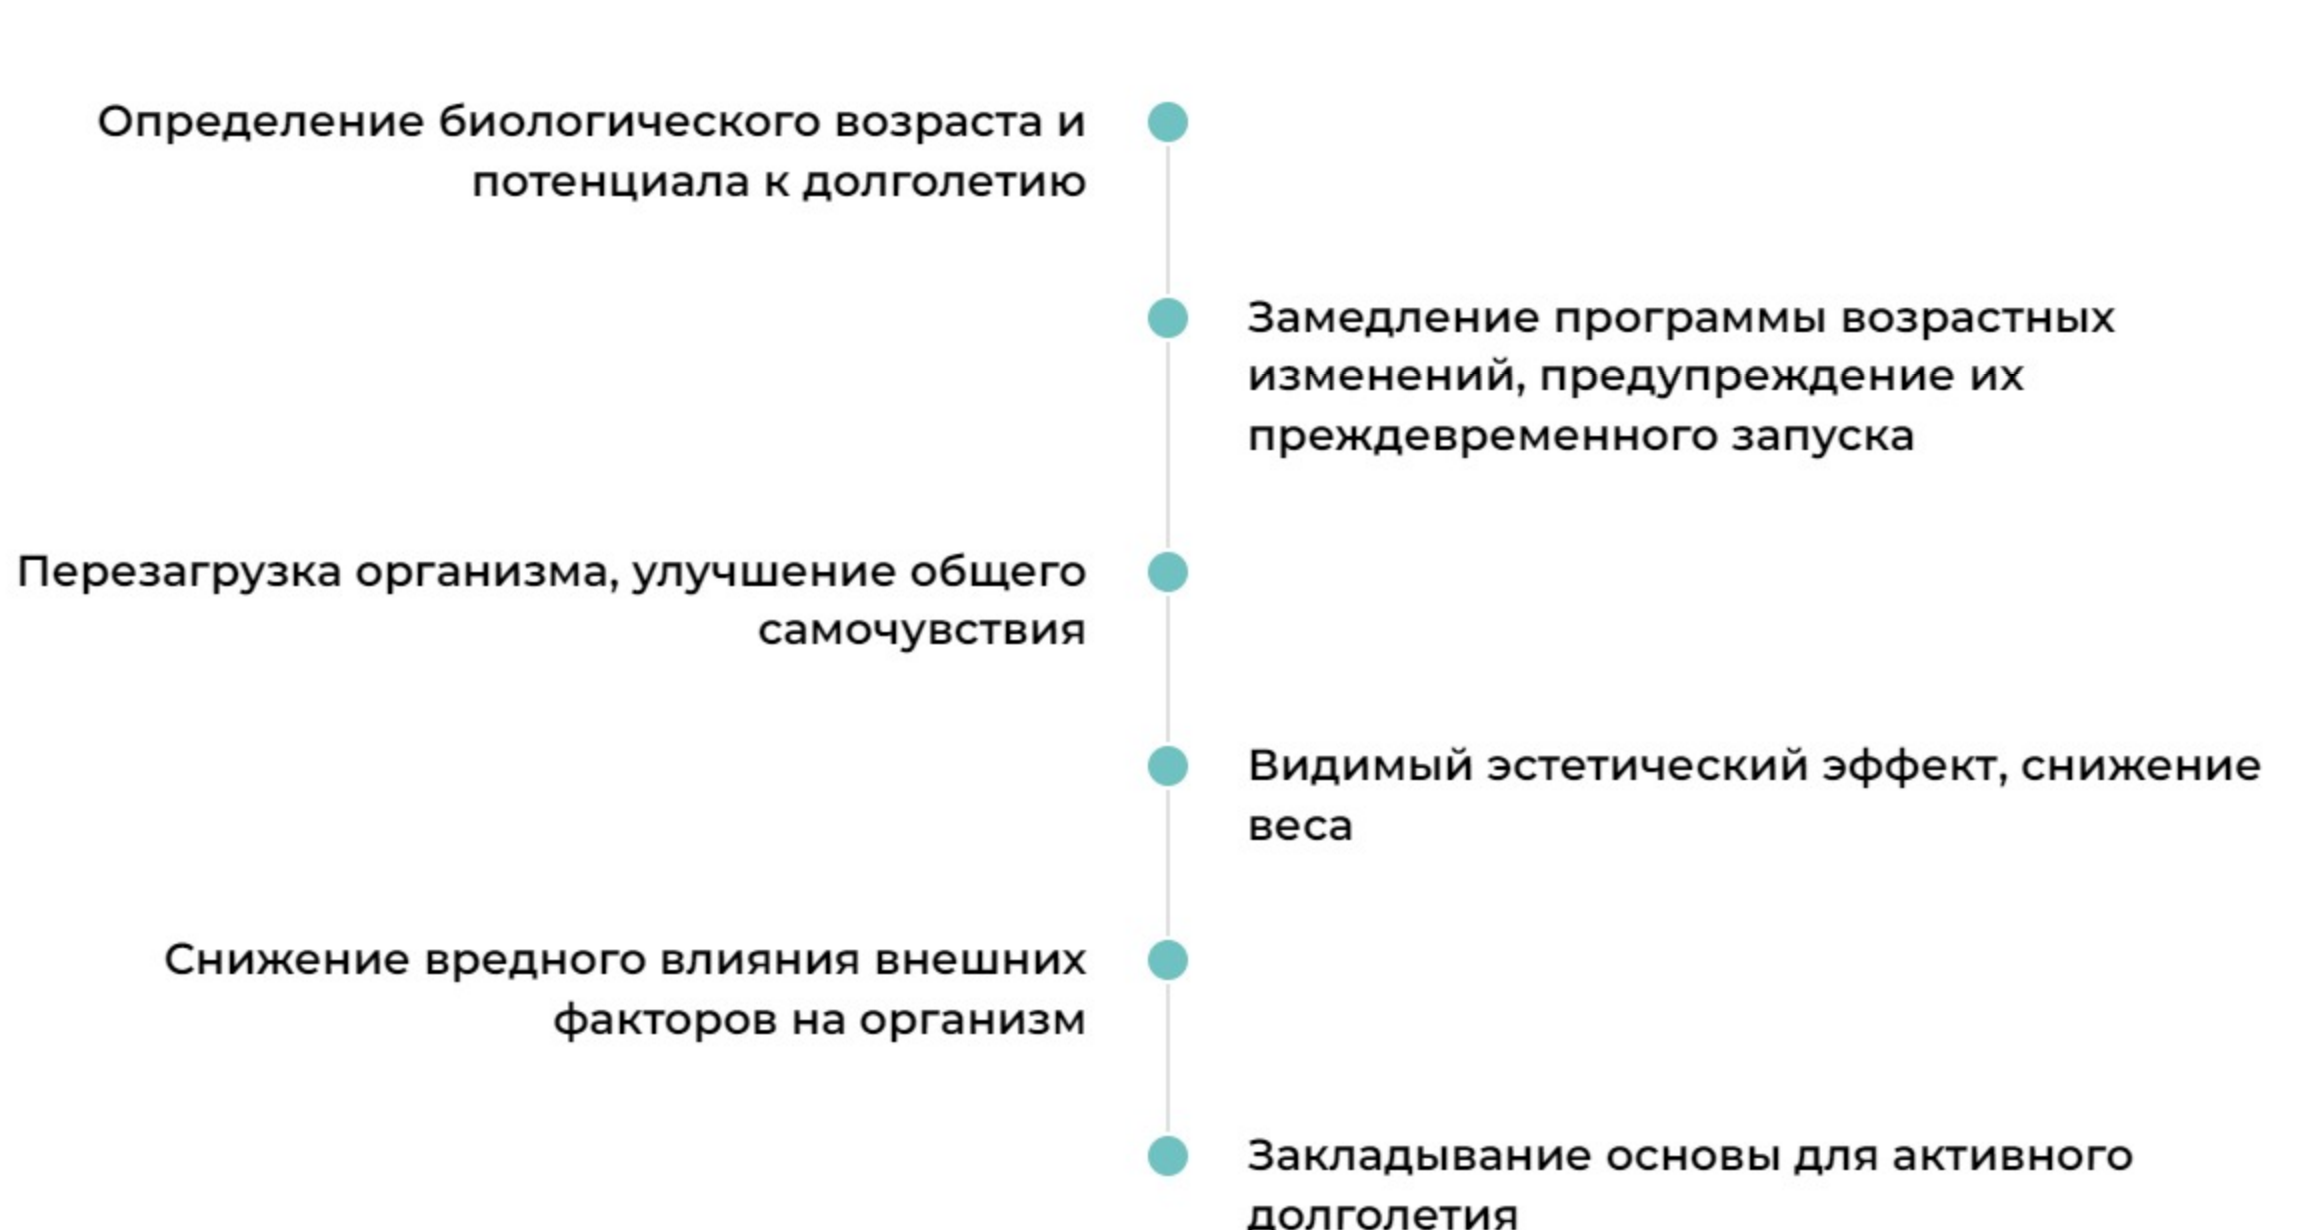 Определение биологического возраста и
потенциала к долголетию
Замедление программы возрастных
изменений, предупреждение их
преждевременного запуска
Перезагрузка организма, улучшение общего
самочувствия
Видимый эстетический эффект, снижение
веса
Снижение вредного влияния внешних
факторов на организм
Закладывание основы для активного
долголетия